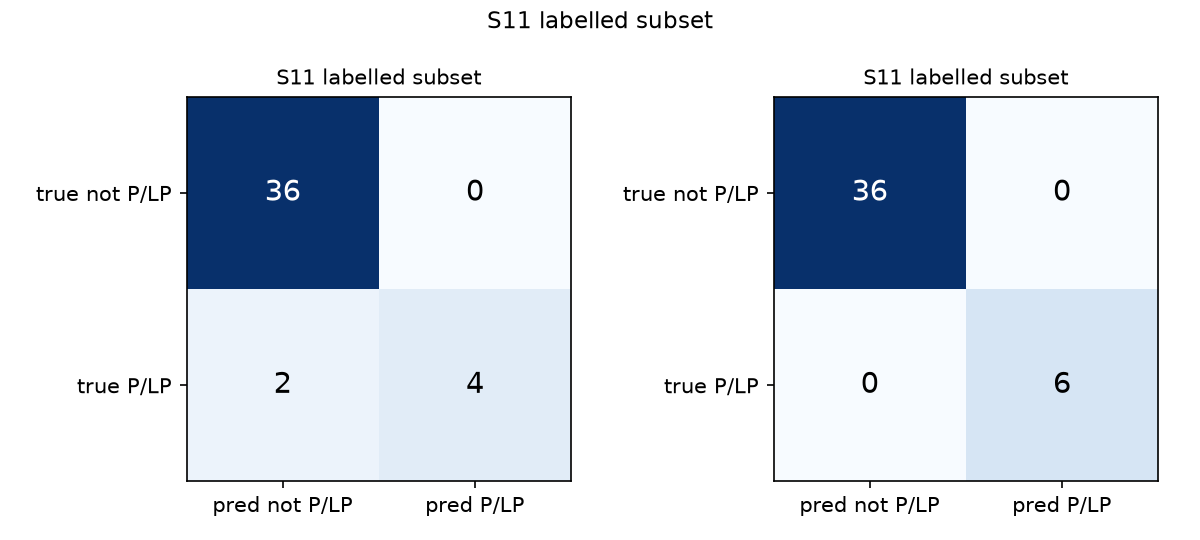 S11 labelled subset
S11 labelled subset
true not P/LP
36
0
true P/LP
2
4
pred not P/LP
pred P/LP
S11 labelled subset
true not P/LP
36
0
true P/LP
0
6
pred not P/LP
pred P/LP